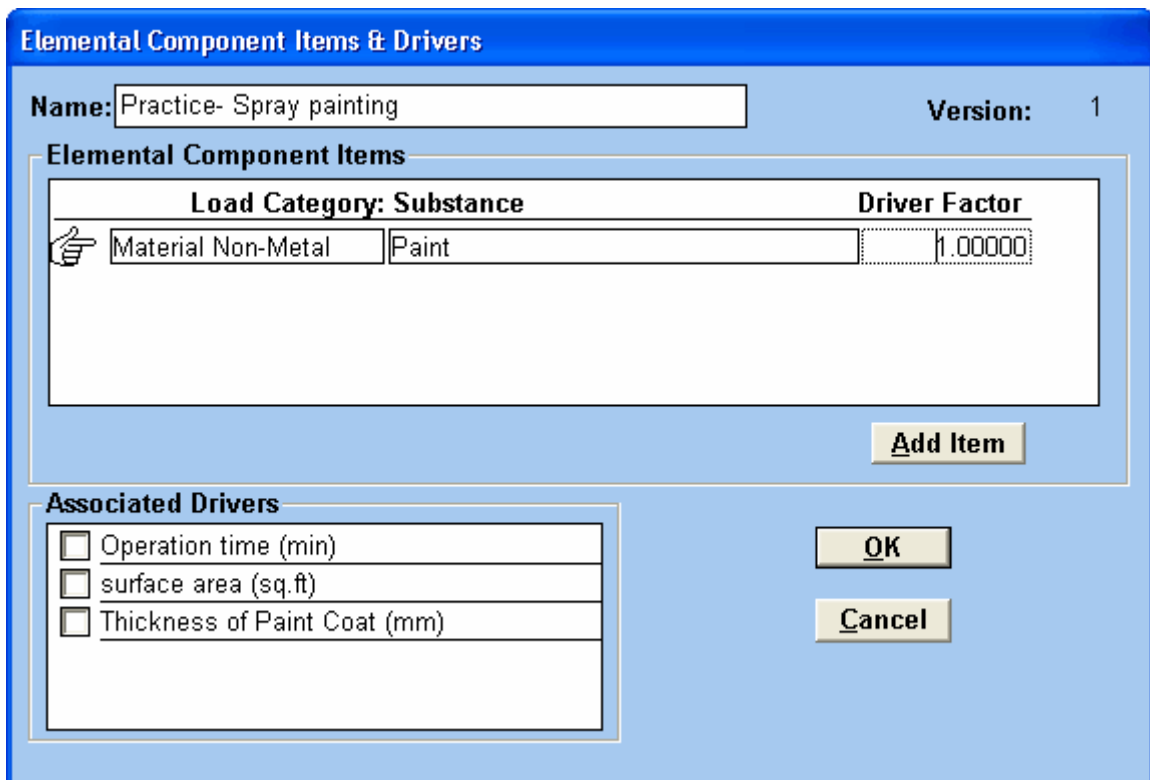 Elemental Component Items & Drivers
Name: Practice- Spray painting Version: 1
Elemental Component Items
Load Category: Substance Driver Factor
Material Non-Metal Paint 1.00000
Add Item
Associated Drivers
Operation time (min)
surface area (sq.ft)
Thickness of Paint Coat (mm)
OK
Cancel